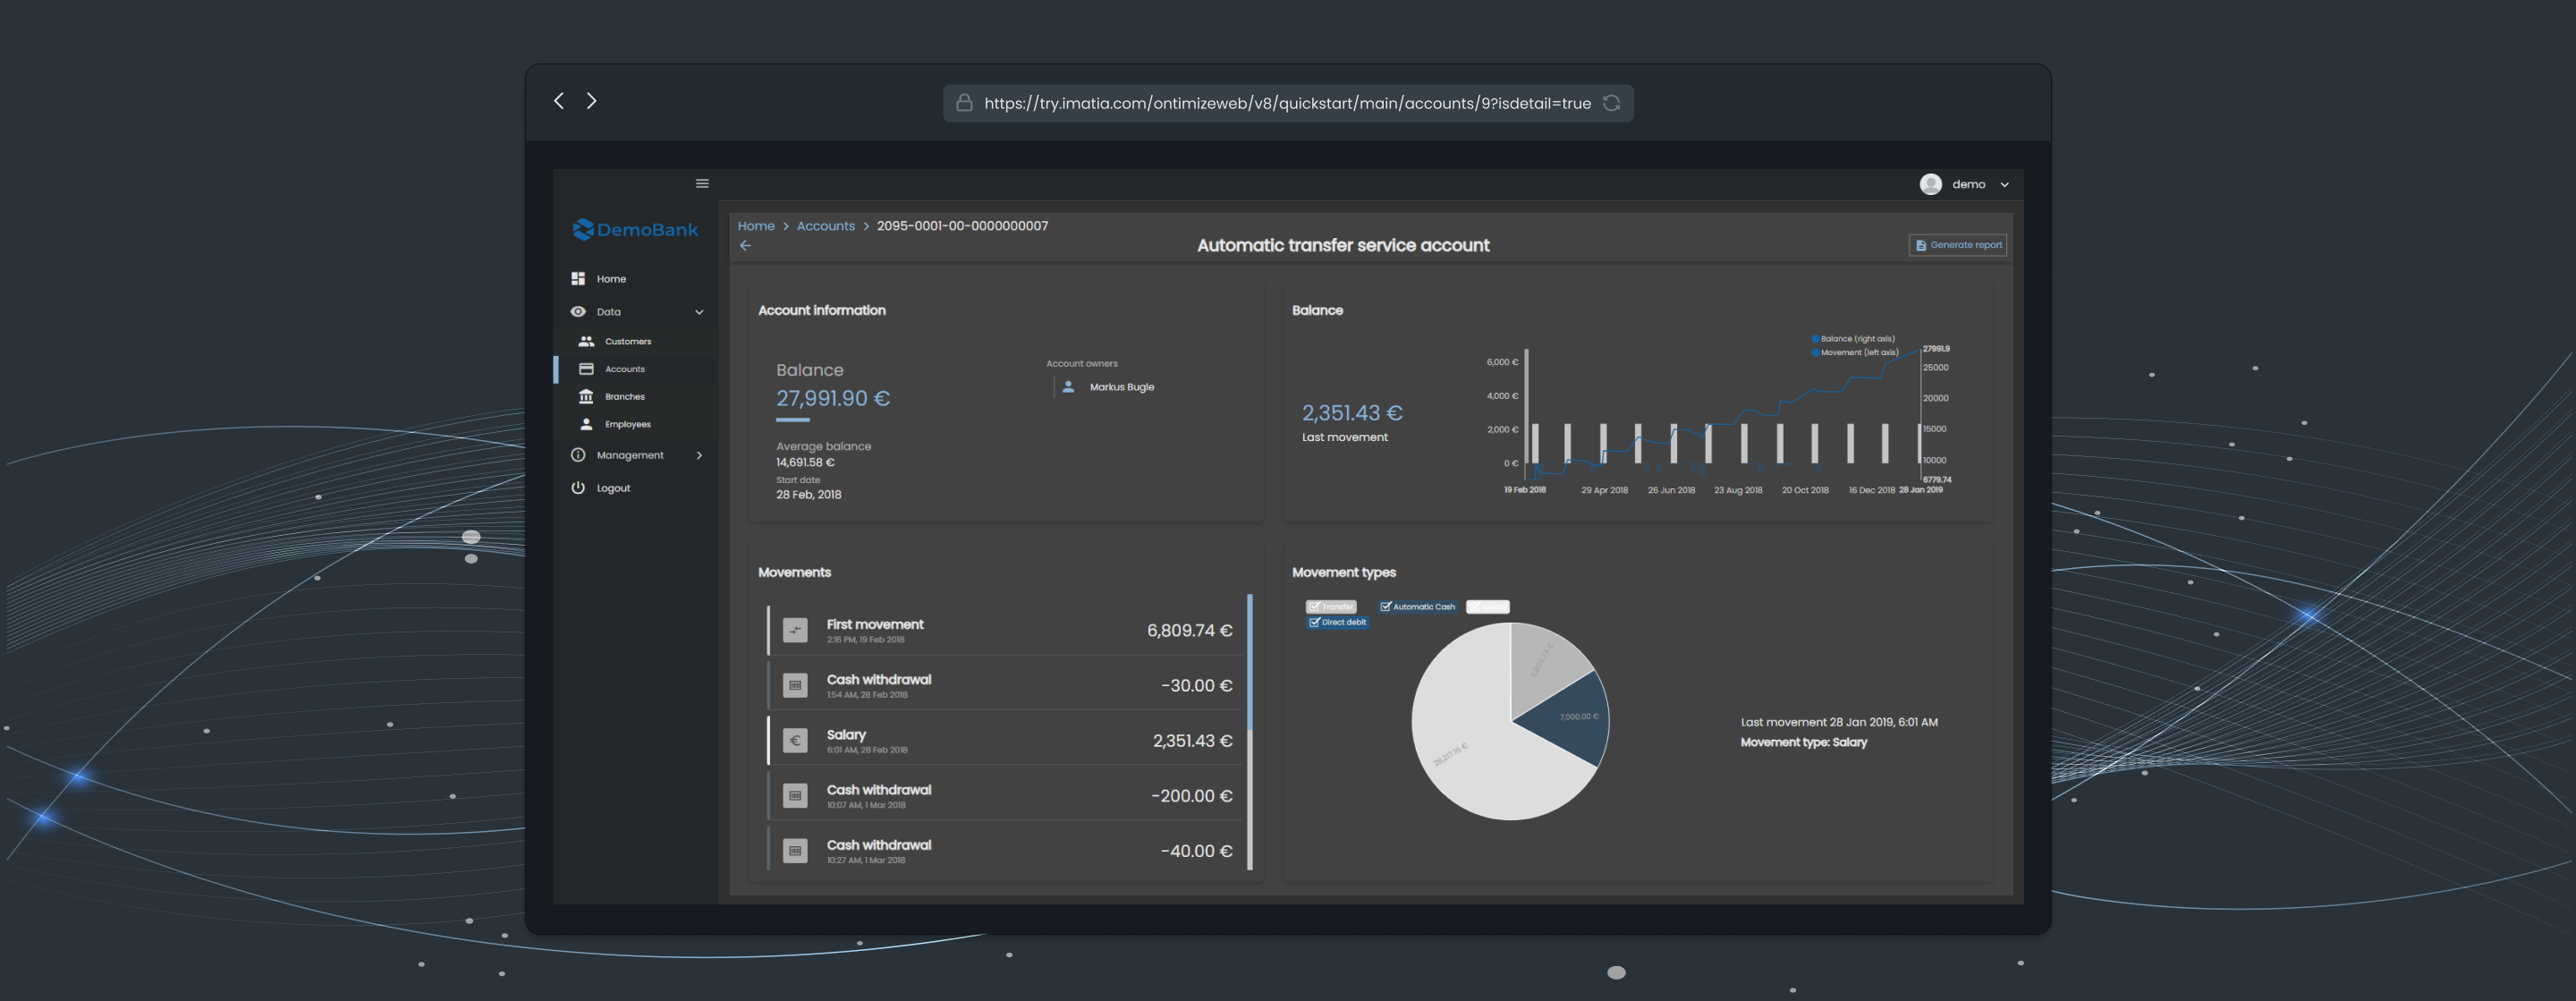 https://try.imatia.com/ontimizeweb/v8/quickstart/main/accounts/9?isdetail=true
demo
DemoBank
Home
Data
Customers
Accounts
Branches
Employees
Management
Logout
Home > Accounts > 2095-0001-00-0000000007
Automatic transfer service account
Generate report
Account information
Balance
27,991.90 €
Average balance
14,691.58 €
Start date
28 Feb, 2018
Account owners
Markus Bugle
Balance
2,351.43 €
Last movement
Balance (right axis)
Movement (left axis)
6,000 €
4,000 €
2,000 €
0 €
27991.9
25000
20000
15000
10000
6779.74
19 Feb 2018
29 Apr 2018
26 Jun 2018
23 Aug 2018
20 Oct 2018
16 Dec 2018
28 Jan 2019
Movements
First movement
2:16 PM, 19 Feb 2018
6,809.74 €
Cash withdrawal
1:54 AM, 28 Feb 2018
-30.00 €
Salary
6:01 AM, 28 Feb 2018
2,351.43 €
Cash withdrawal
10:07 AM, 1 Mar 2018
-200.00 €
Cash withdrawal
10:27 AM, 1 Mar 2018
-40.00 €
Movement types
Transfer
Automatic Cash
Direct debit
6,809.74 €
7,000.00 €
28,217.16 €
Last movement 28 Jan 2019, 6:01 AM
Movement type: Salary